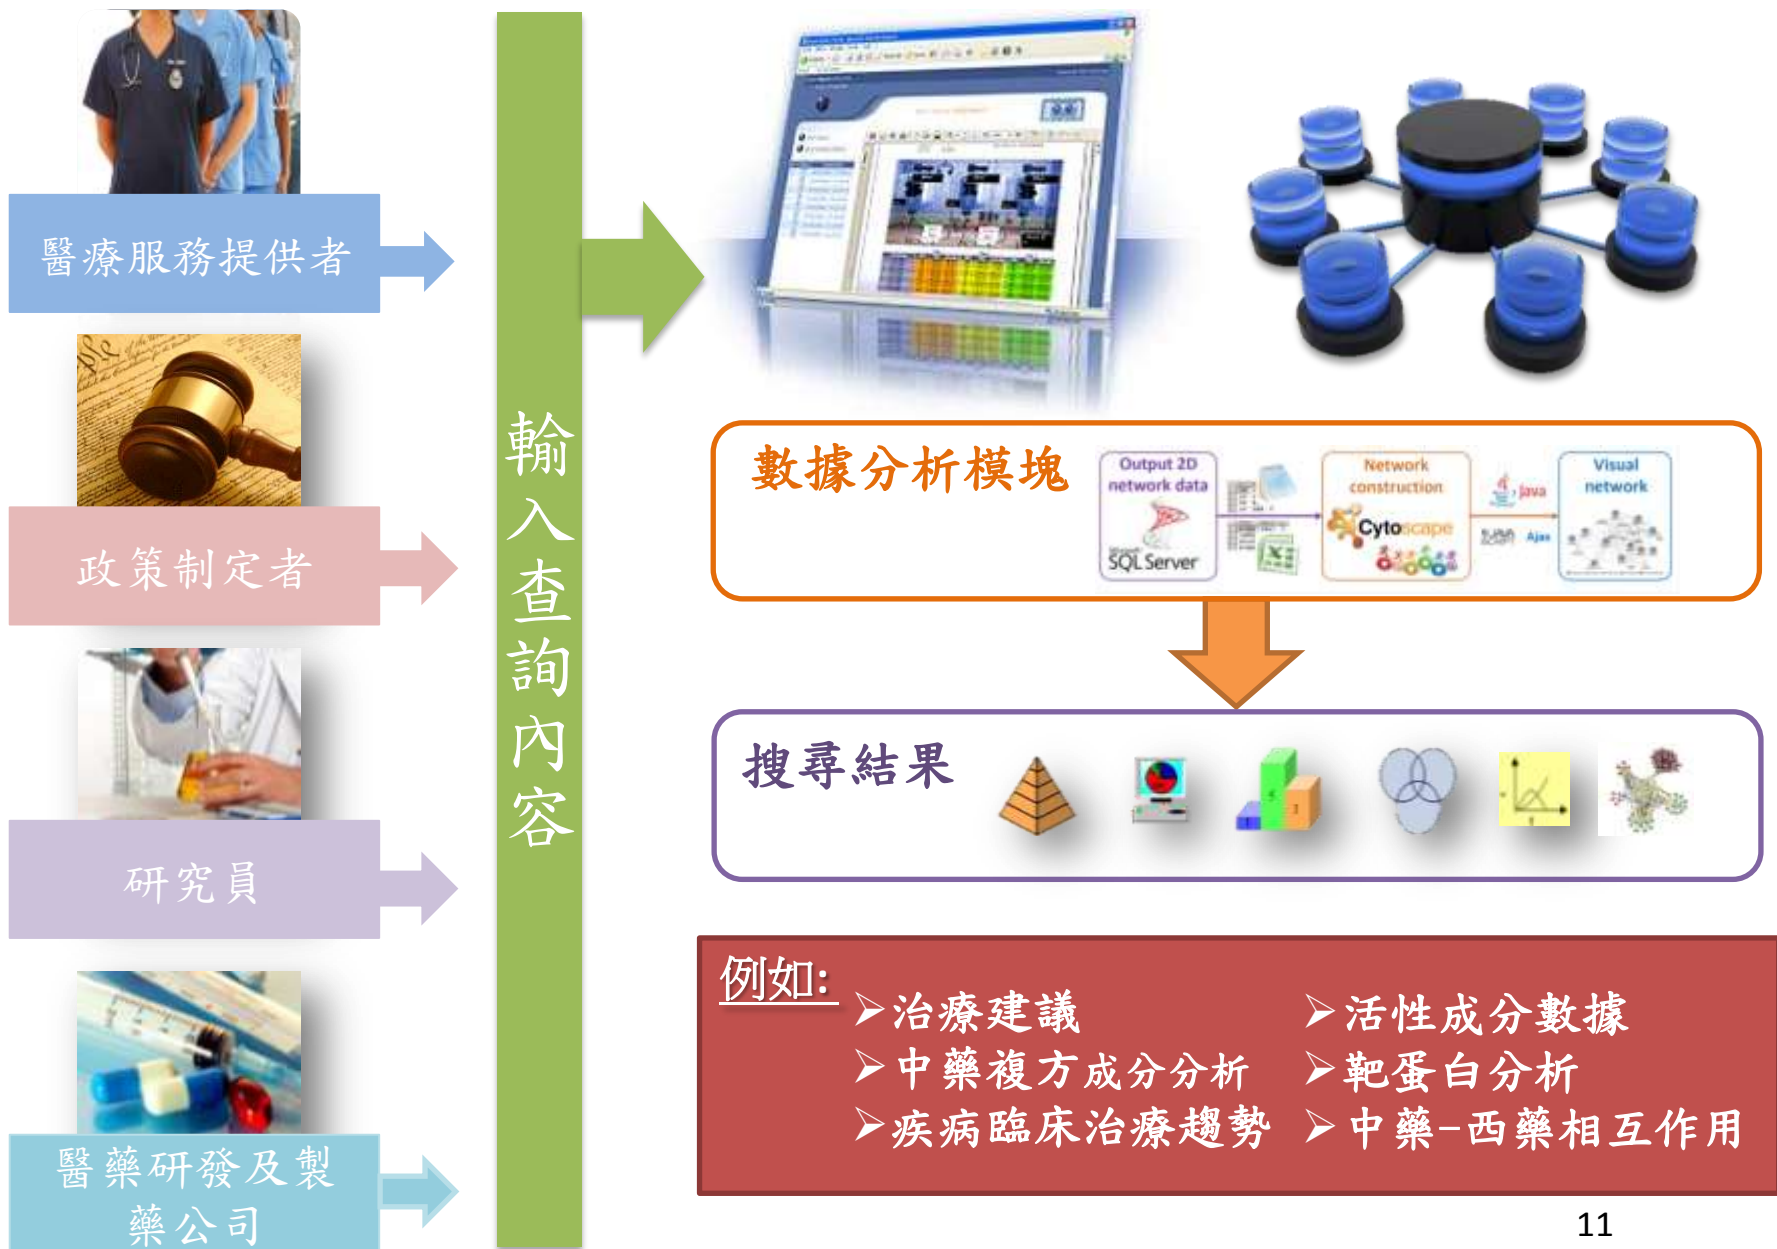 醫療服務提供者
政策制定者
研究員
醫藥研發及製
藥公司
輸入查詢內容
數據分析模塊
Output 2D
network data
SQL Server
Network
construction
Cytoscape
Java
Ajax
Visual
network
搜尋結果
例如:
➢治療建議
➢中藥複方成分分析
➢疾病臨床治療趨勢
➢活性成分數據
➢靶蛋白分析
➢中藥-西藥相互作用
11